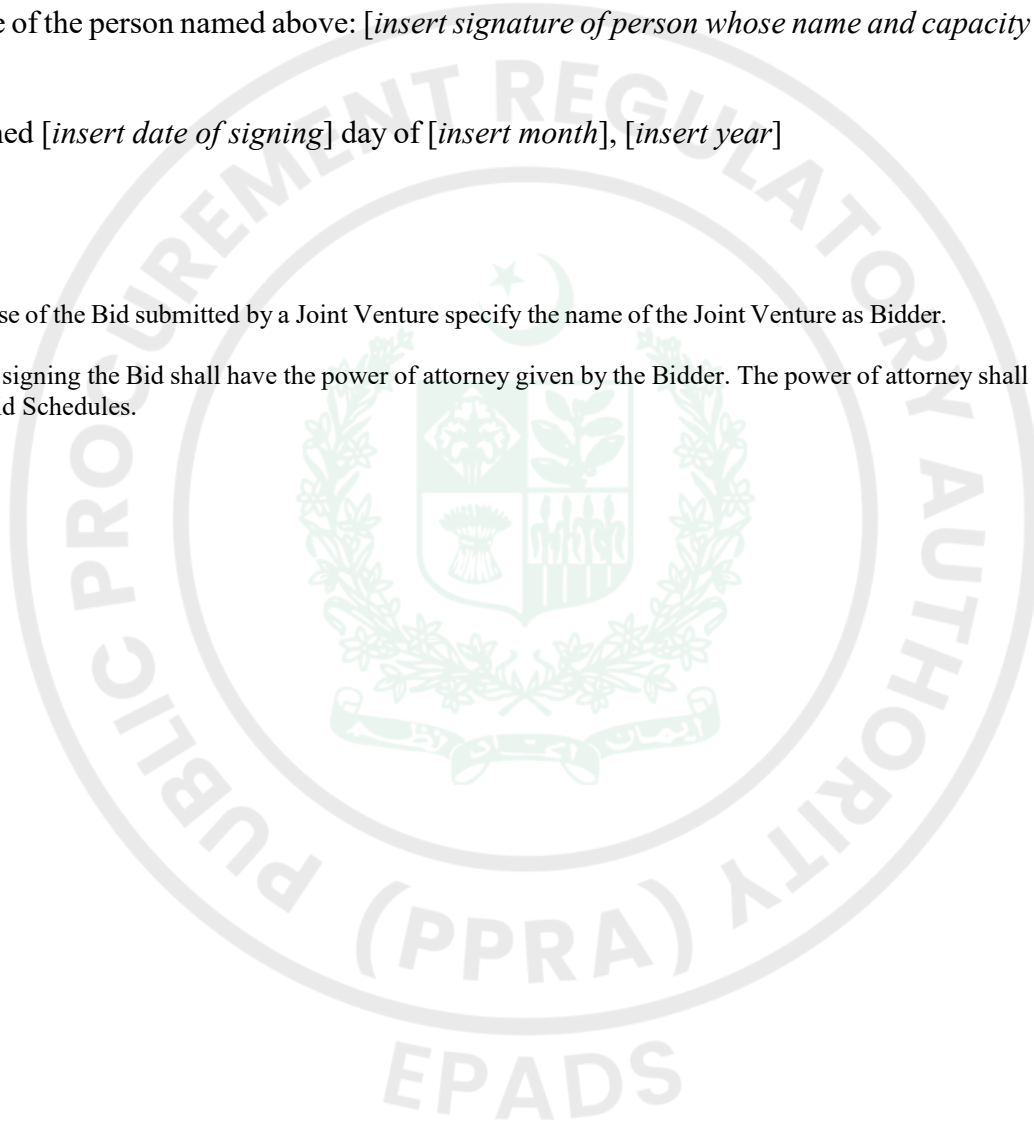 e of the person named above: [insert signature of person whose name and capacity
ned [insert date of signing] day of [insert month], [insert year]
se of the Bid submitted by a Joint Venture specify the name of the Joint Venture as Bidder.
signing the Bid shall have the power of attorney given by the Bidder. The power of attorney shall
d Schedules.
PUBLIC PROCUREMENT REGULATORY AUTHORITY
(PPRA)
EPADS